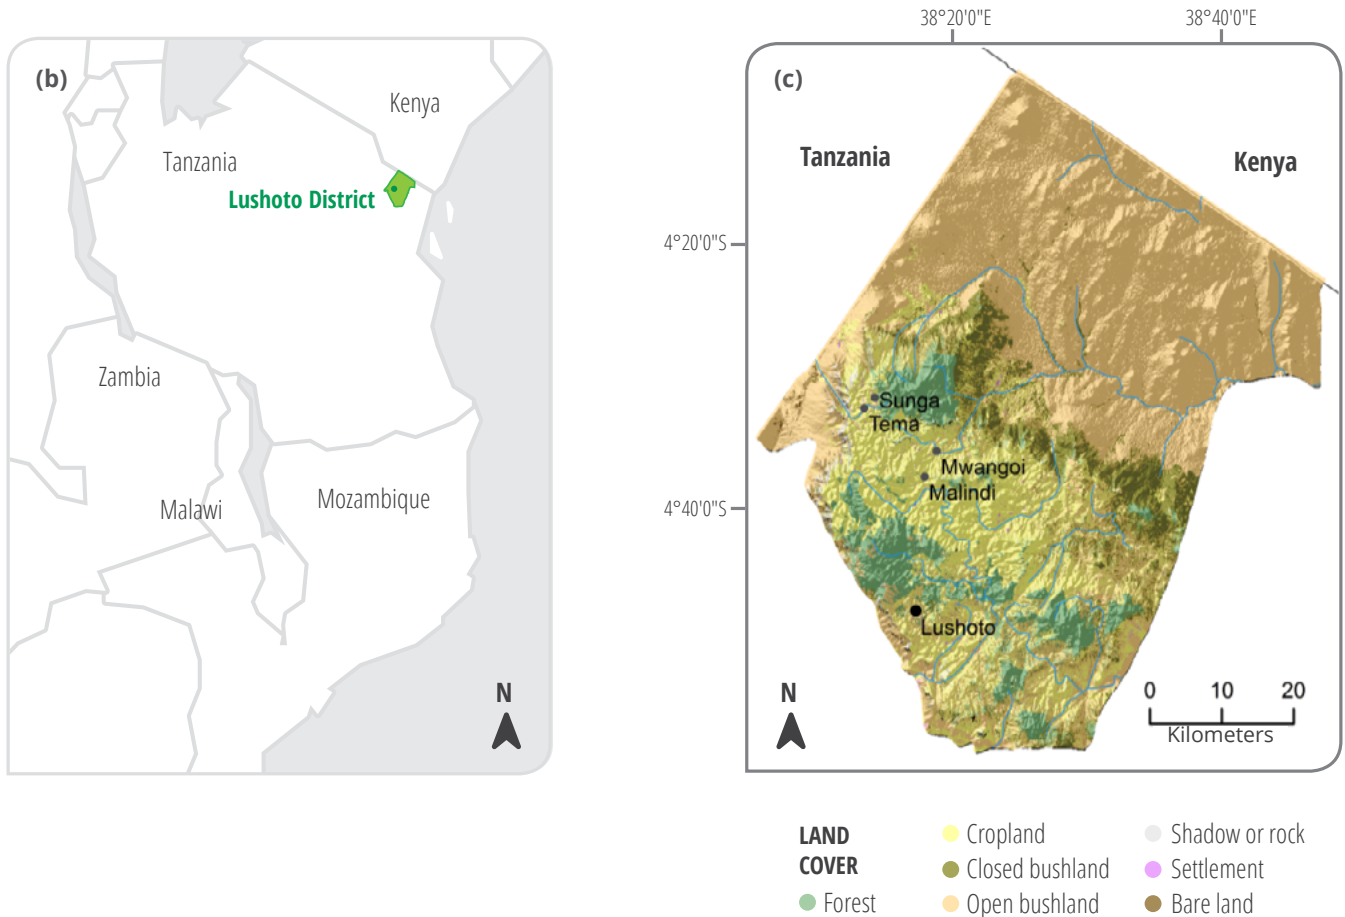 (b)
Kenya
Tanzania
Lushoto District
Zambia
Malawi
Mozambique
N
38°20'0"E
38°40'0"E
(c)
Tanzania
Kenya
4°20'0"S
Sunga
Tema
Mwangoi
Malindi
4°40'0"S
Lushoto
N
0 10 20
Kilometers
LAND
COVER
Forest
Cropland
Closed bushland
Open bushland
Shadow or rock
Settlement
Bare land